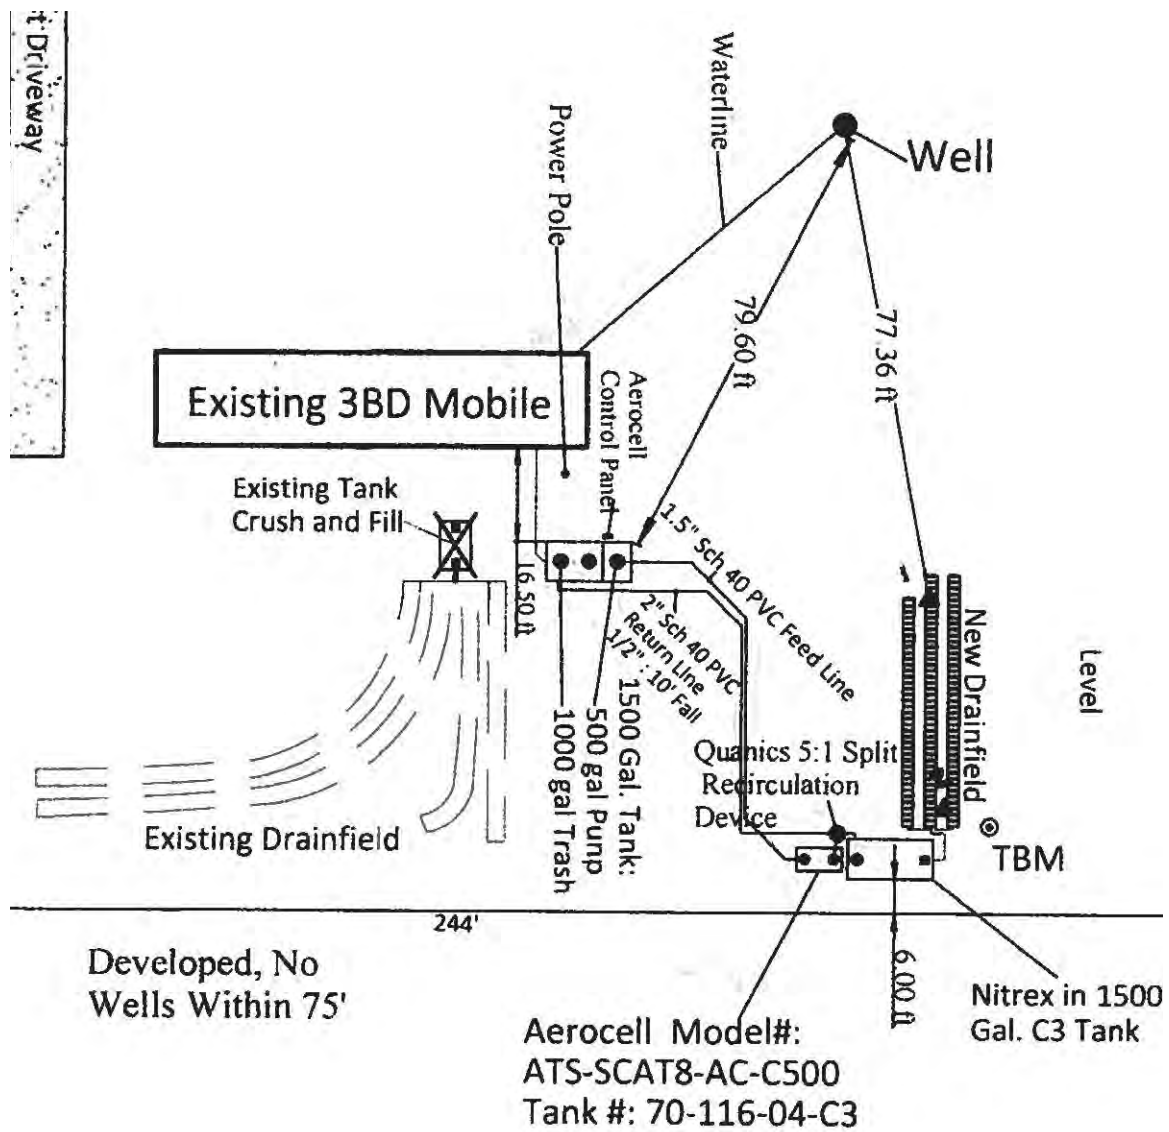 t Driveway
Waterline
Power Pole
Well
79.60 ft
77.36 ft
Existing 3BD Mobile
Aerocell
Control Panel
Existing Tank
Crush and Fill
16.50 ft
1.5" Sch 40 PVC Feed Line
2" Sch 40 PVC
Return Line
1/2" : 10' Fall
1500 Gal. Tank:
500 gal Punp
1000 gal Trash
New Drainfield
Level
Quanics 5:1 Split
Recirculation
Device
Existing Drainfield
TBM
244'
6.00 ft
Developed, No
Wells Within 75'
Nitrex in 1500
Gal. C3 Tank
Aerocell Model#:
ATS-SCAT8-AC-C500
Tank #: 70-116-04-C3